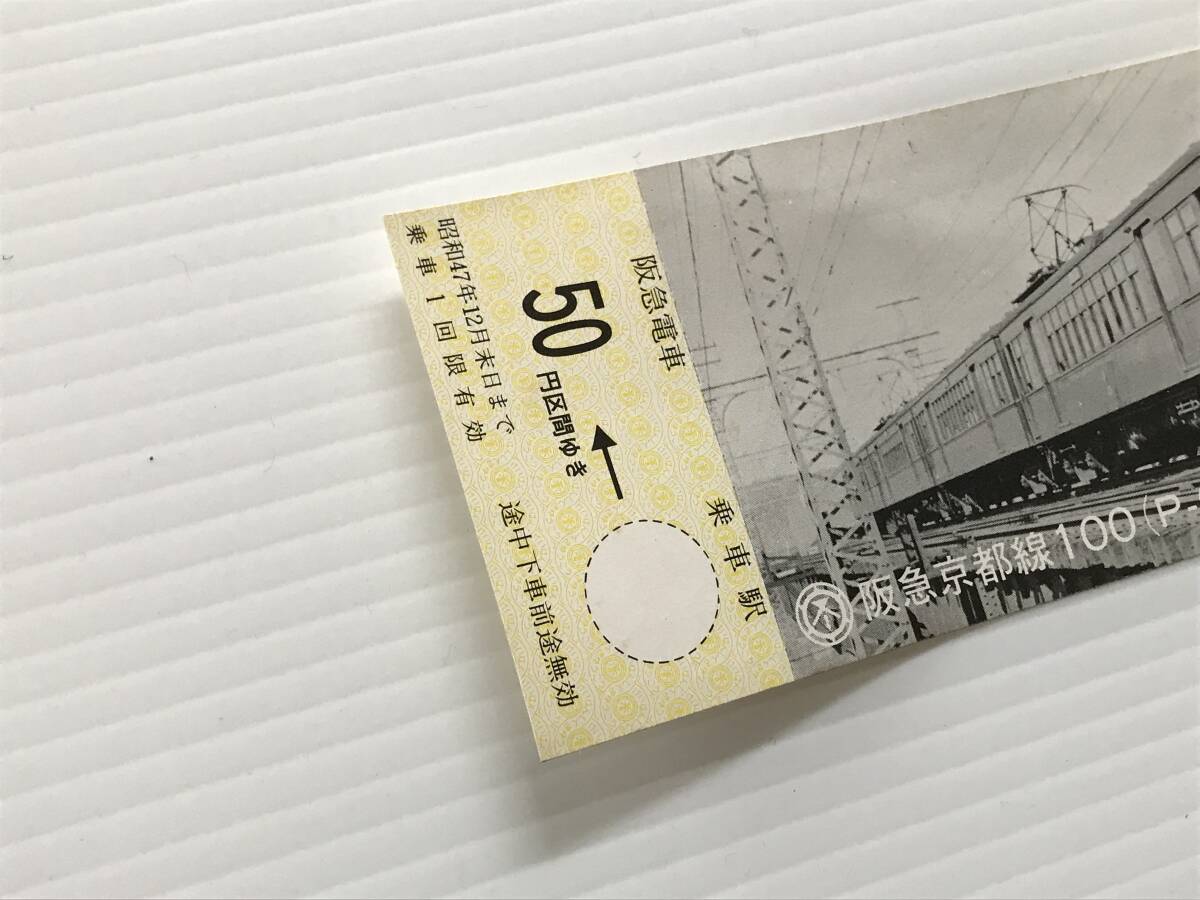 乗車駅
阪急電車
→
50円区間ゆき
昭和47年12月末日まで
乗車1回限有効
途中下車前途無効
阪急京都線100(P-